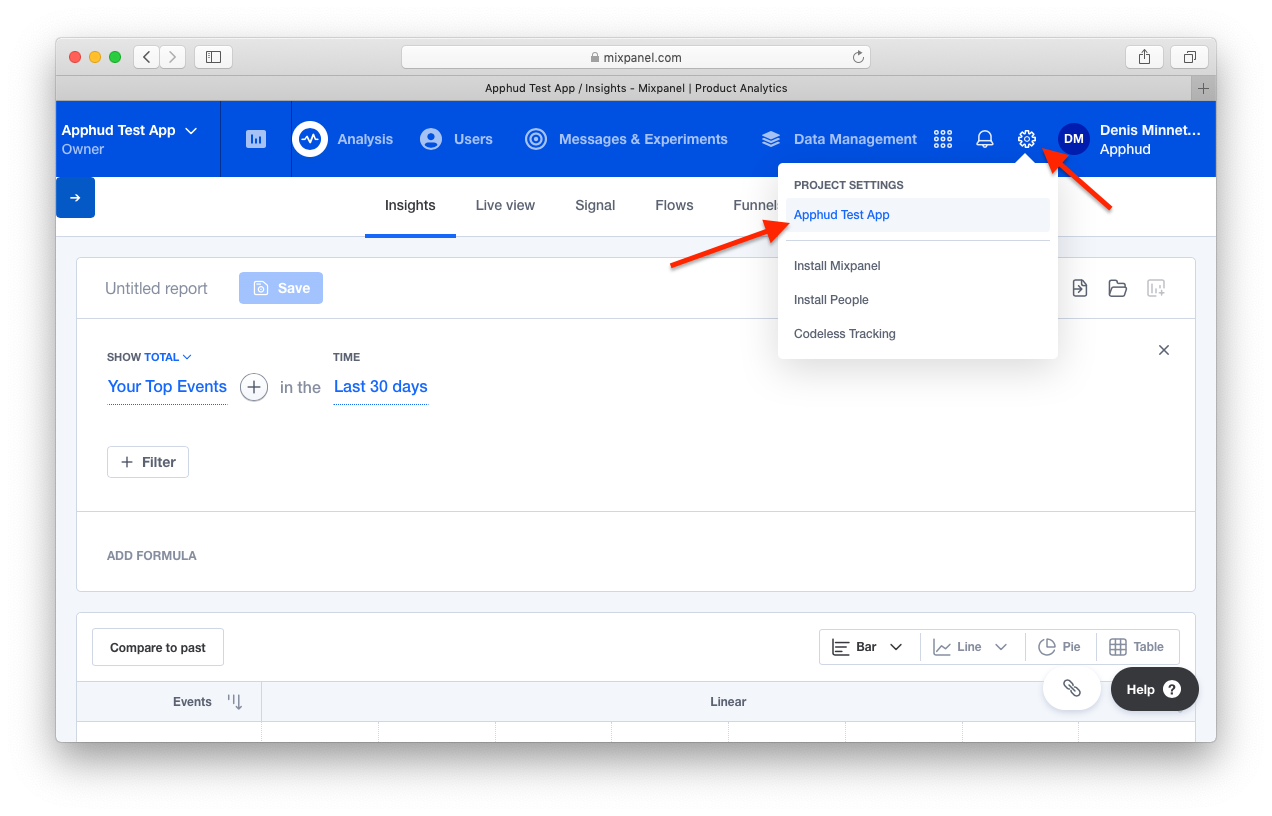 mixpanel.com
Apphud Test App / Insights - Mixpanel | Product Analytics
Apphud Test App
Owner
Analysis
Users
Messages & Experiments
Data Management
DM
Denis Minnet...
Apphud
Insights
Live view
Signal
Flows
Funnels
PROJECT SETTINGS
Apphud Test App
Install Mixpanel
Install People
Codeless Tracking
Untitled report
Save
SHOW TOTAL
TIME
Your Top Events
in the
Last 30 days
Filter
ADD FORMULA
Compare to past
Bar
Line
Pie
Table
Events
Linear
Help ?